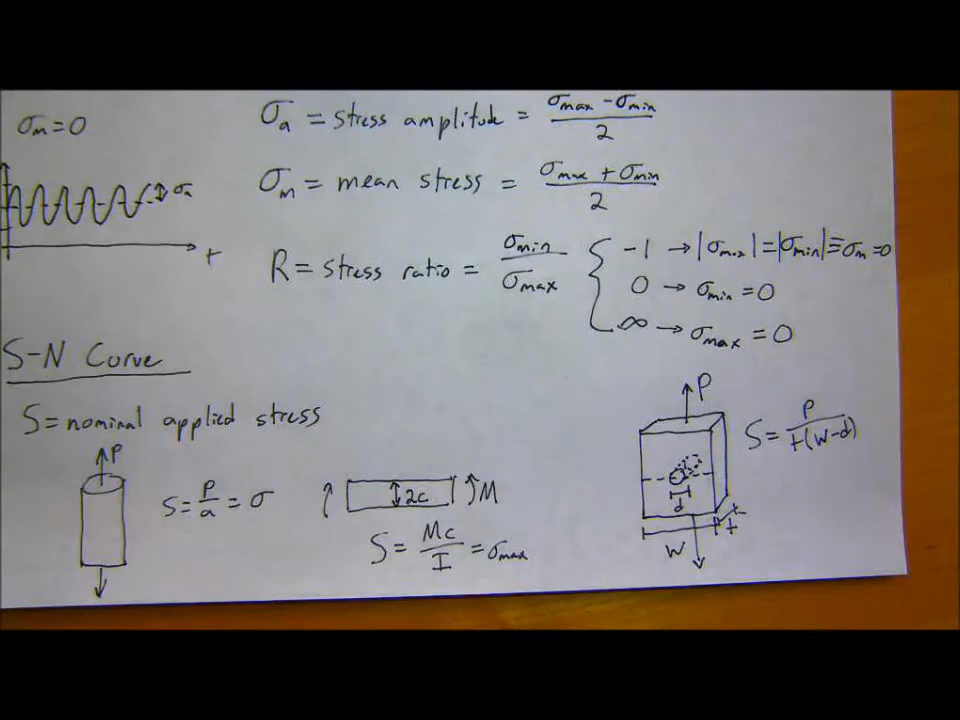 σm=0
σa = stress amplitude = (σmax - σmin)/2
σa
t
σm = mean stress = (σmax + σmin)/2
R = stress ratio = σmin/σmax { -1 → |σmax| = |σmin| ≡ σm=0
0 → σmin=0
∞ → σmax=0
S-N Curve
S=nominal applied stress
P
S=P/a=σ
2c
M
S=Mc/I=σmax
P
S=P/t(W-d)
d
t
W